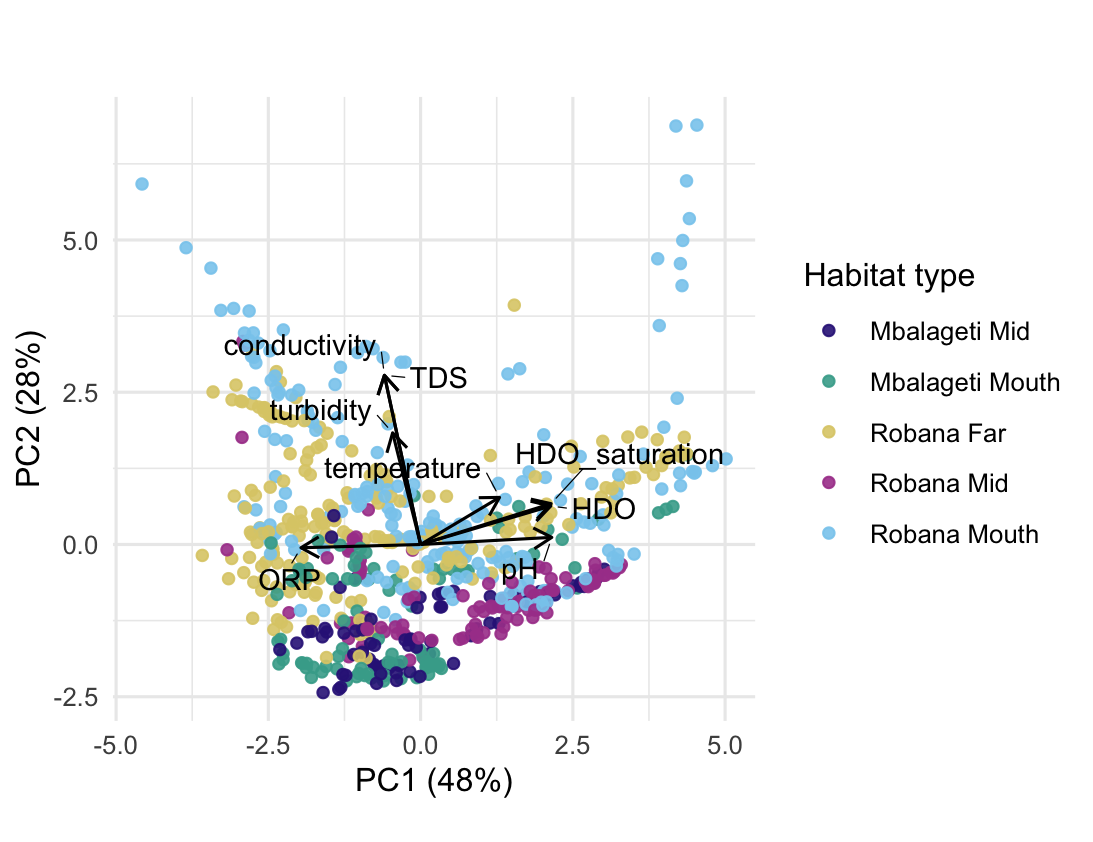 conductivity
TDS
turbidity
HDO_saturation
temperature
HDO
pH
ORP
5.0
2.5
0.0
-2.5
-5.0
-2.5
0.0
2.5
5.0
PC1 (48%)
PC2 (28%)
Habitat type
Mbalageti Mid
Mbalageti Mouth
Robana Far
Robana Mid
Robana Mouth